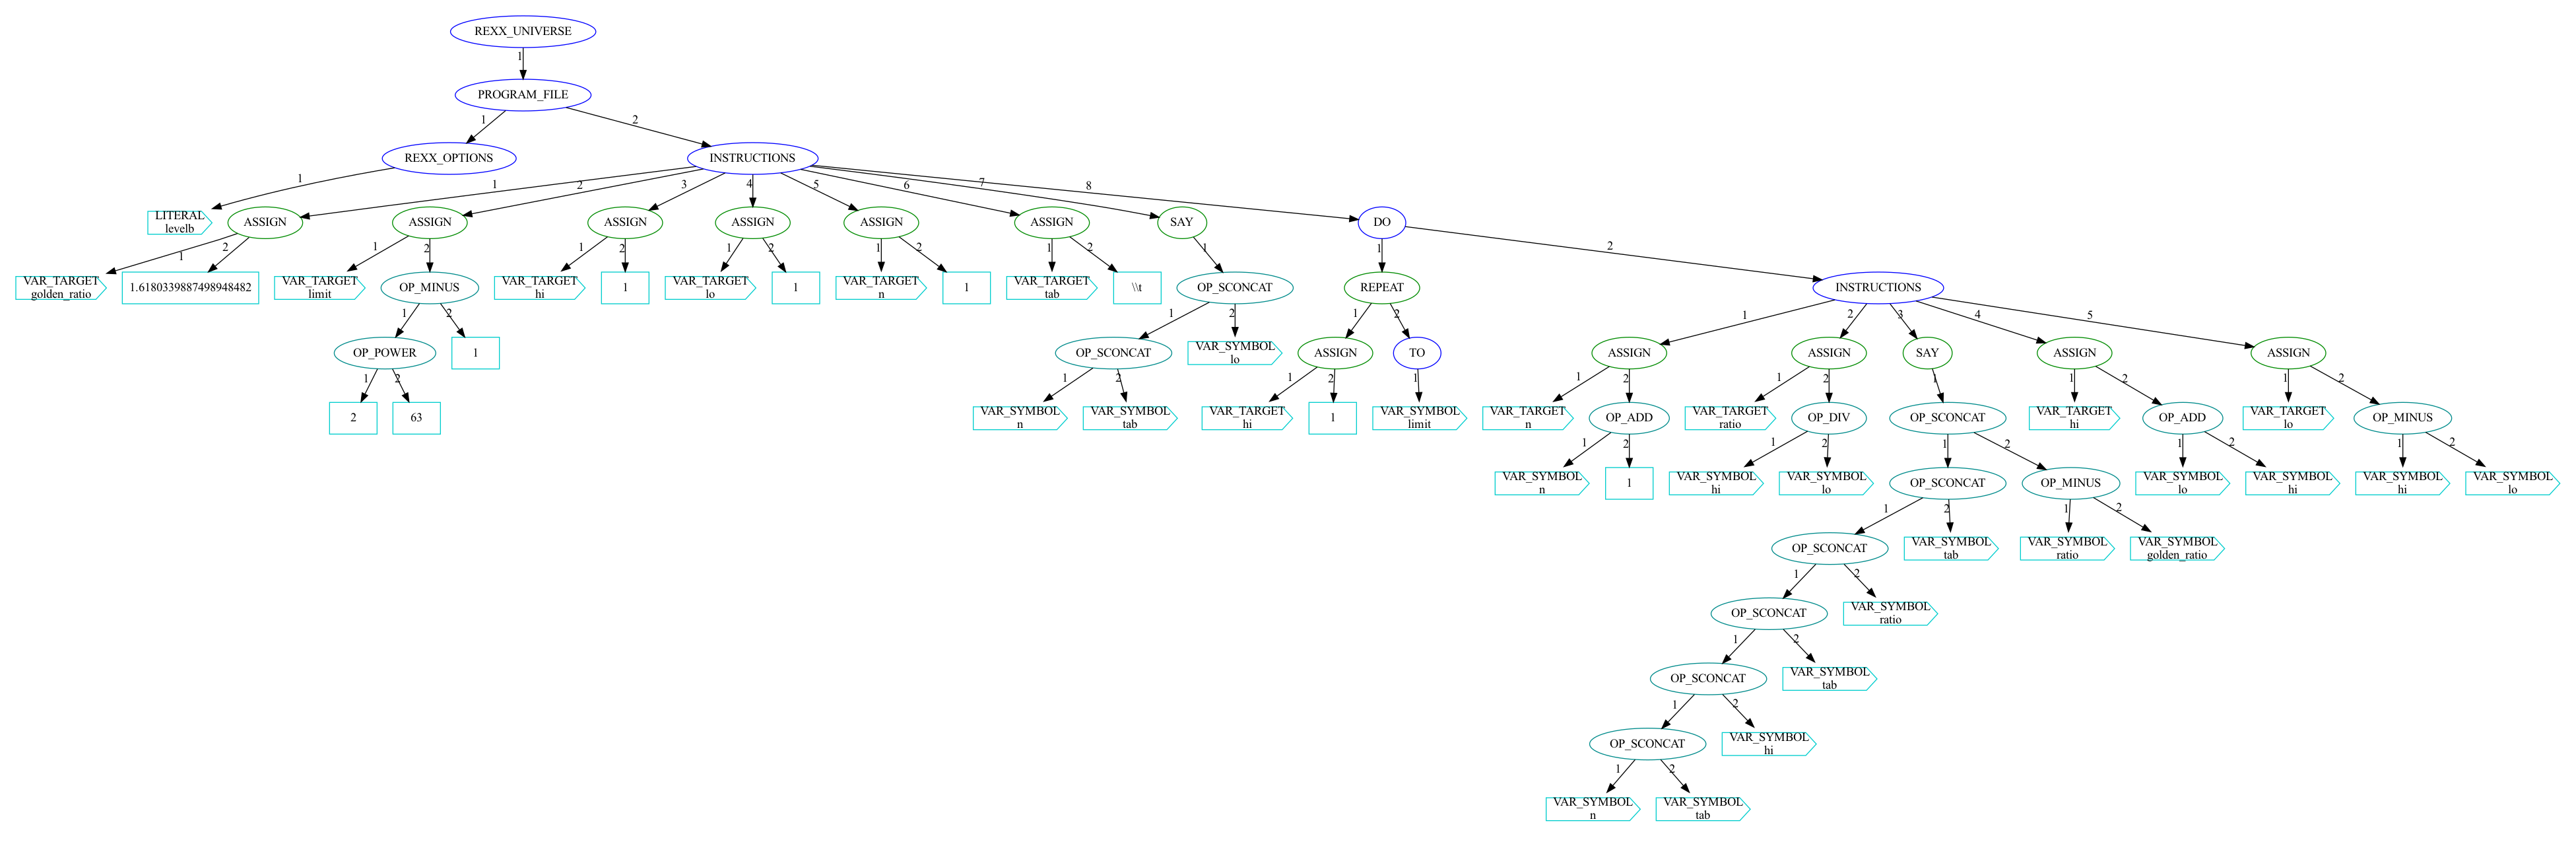 REXX_UNIVERSE
1
PROGRAM_FILE
1
2
REXX_OPTIONS
INSTRUCTIONS
1
1
2
3
4
5
6
7
8
LITERAL
levelb
ASSIGN
ASSIGN
ASSIGN
ASSIGN
ASSIGN
ASSIGN
SAY
DO
1
2
1
2
1
2
1
2
1
2
1
2
1
1
2
VAR_TARGET
golden_ratio
1.6180339887498948482
VAR_TARGET
limit
OP_MINUS
VAR_TARGET
hi
1
VAR_TARGET
lo
1
VAR_TARGET
n
1
VAR_TARGET
tab
\\t
OP_SCONCAT
REPEAT
INSTRUCTIONS
1
2
1
2
1
2
1
2
3
4
5
OP_POWER
1
OP_SCONCAT
VAR_SYMBOL
lo
ASSIGN
TO
ASSIGN
ASSIGN
SAY
ASSIGN
ASSIGN
1
2
1
2
1
2
1
1
2
1
2
1
1
2
1
2
2
63
VAR_SYMBOL
n
VAR_SYMBOL
tab
VAR_TARGET
hi
1
VAR_SYMBOL
limit
VAR_TARGET
n
OP_ADD
VAR_TARGET
ratio
OP_DIV
OP_SCONCAT
VAR_TARGET
hi
OP_ADD
VAR_TARGET
lo
OP_MINUS
1
2
1
2
1
2
1
2
1
2
VAR_SYMBOL
n
1
VAR_SYMBOL
hi
VAR_SYMBOL
lo
OP_SCONCAT
OP_MINUS
VAR_SYMBOL
lo
VAR_SYMBOL
hi
VAR_SYMBOL
hi
VAR_SYMBOL
lo
1
2
1
2
OP_SCONCAT
VAR_SYMBOL
tab
VAR_SYMBOL
ratio
VAR_SYMBOL
golden_ratio
1
2
OP_SCONCAT
VAR_SYMBOL
ratio
1
2
OP_SCONCAT
VAR_SYMBOL
tab
1
2
OP_SCONCAT
VAR_SYMBOL
hi
1
2
VAR_SYMBOL
n
VAR_SYMBOL
tab